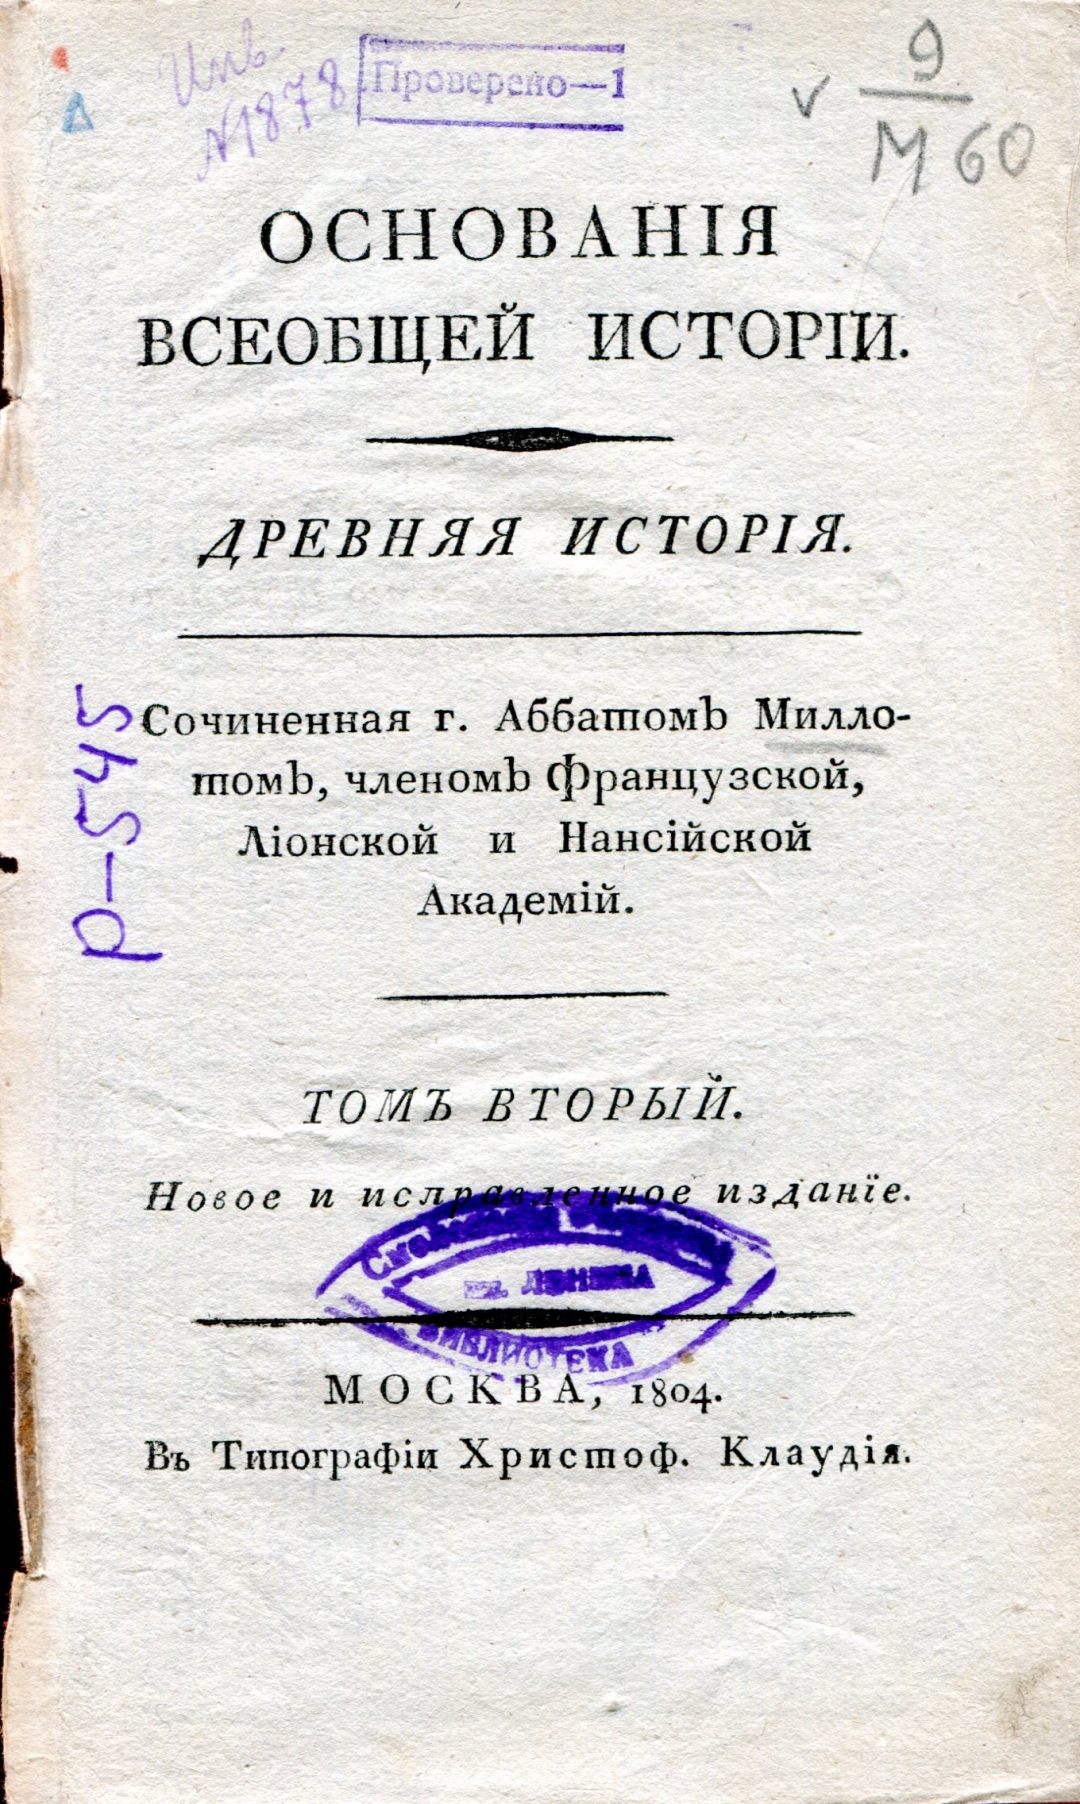 Инв.
№1878
Проверено—1
9
М 60
ОСНОВАНІЯ
ВСЕОБЩЕЙ ИСТОРІИ.
ДРЕВНЯЯ ИСТОРІЯ.
Сочиненная г. Аббатомъ Милло-
томъ, членомъ Французской,
Ліонской и Нансійской
Академій.
Р-545
ТОМЪ ВТОРЫЙ.
Новое и исправленное изданїе.
им. ЛЕНИНА
БИБЛИОТЕКА
МОСКВА, 1804.
Въ Типографіи Христоф. Клаудія.